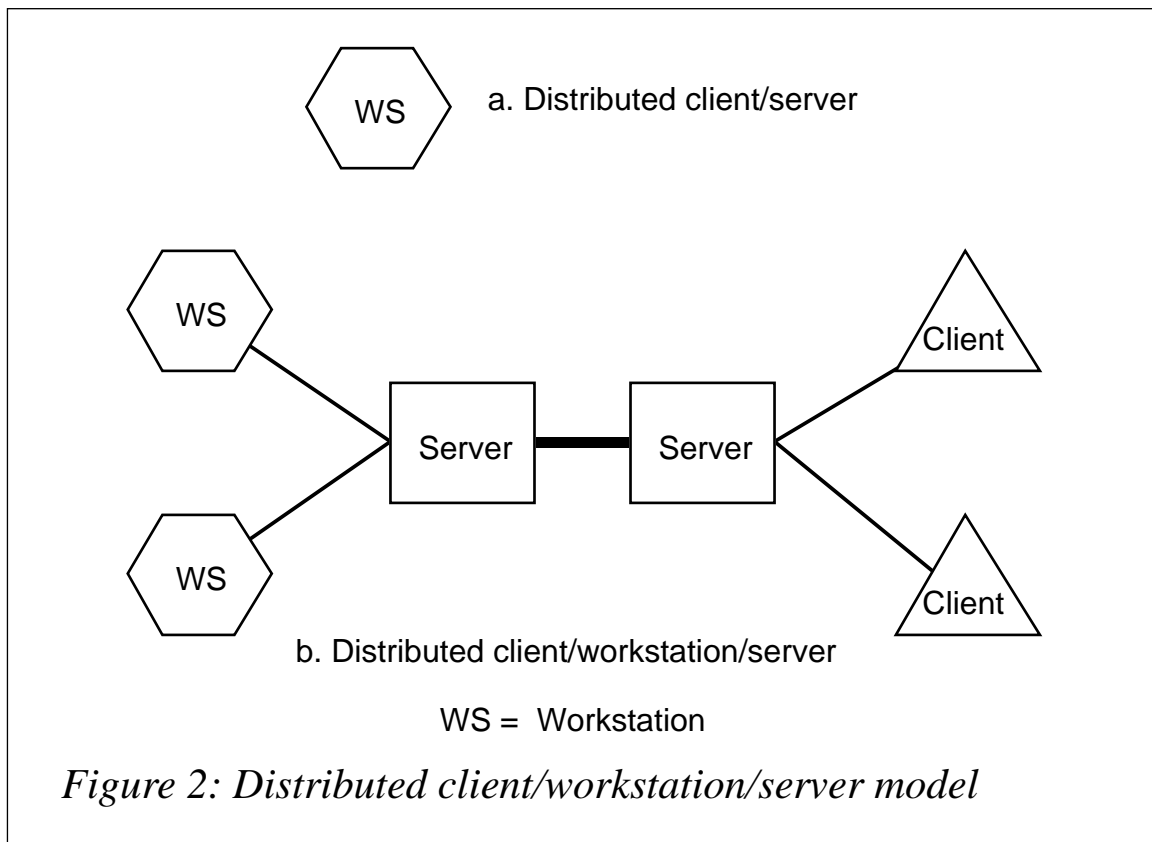 WS
a. Distributed client/server
WS
Client
Server
Server
WS
Client
b. Distributed client/workstation/server
WS = Workstation
Figure 2: Distributed client/workstation/server model